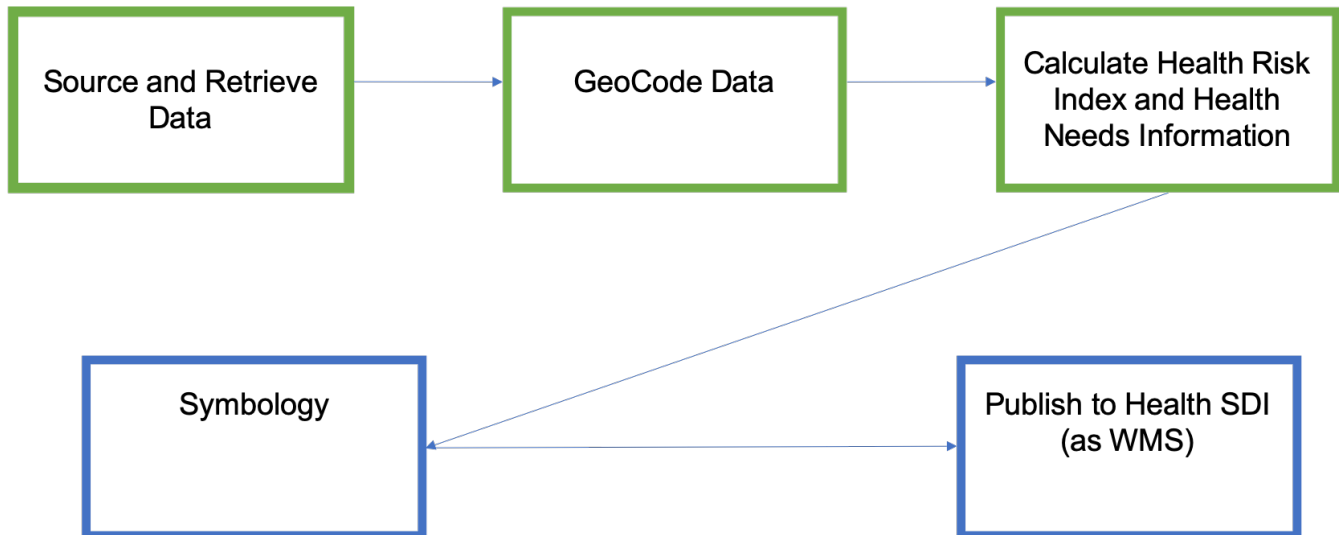 Source and Retrieve
Data
GeoCode Data
Calculate Health Risk
Index and Health
Needs Information
Symbology
Publish to Health SDI
(as WMS)